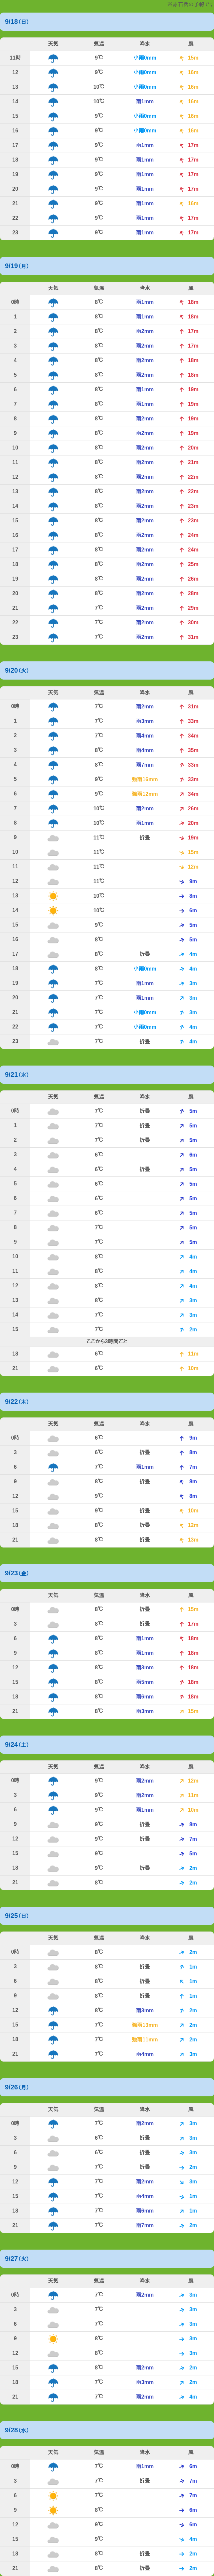 の予報です
9/18(日)
天気 気温 降水 風
11時 9℃ 小雨0mm 15m
12 9℃ 小雨0mm 16m
13 10℃ 小雨0mm 16m
14 10℃ 雨1mm 16m
15 9℃ 小雨0mm 16m
16 9℃ 小雨0mm 16m
17 9℃ 雨1mm 17m
18 9℃ 雨1mm 17m
19 9℃ 雨1mm 17m
20 9℃ 雨1mm 17m
21 9℃ 雨1mm 16m
22 9℃ 雨1mm 17m
23 9℃ 雨1mm 17m
9/19(月)
天気 気温 降水 風
0時 8℃ 雨1mm 18m
1 8℃ 雨1mm 18m
2 8℃ 雨2mm 17m
3 8℃ 雨2mm 17m
4 8℃ 雨2mm 18m
5 8℃ 雨2mm 18m
6 8℃ 雨1mm 19m
7 8℃ 雨1mm 19m
8 8℃ 雨2mm 19m
9 8℃ 雨2mm 19m
10 8℃ 雨2mm 20m
11 8℃ 雨2mm 21m
12 8℃ 雨2mm 22m
13 8℃ 雨2mm 22m
14 8℃ 雨2mm 23m
15 8℃ 雨2mm 23m
16 8℃ 雨2mm 24m
17 8℃ 雨2mm 24m
18 8℃ 雨2mm 25m
19 8℃ 雨2mm 26m
20 8℃ 雨2mm 28m
21 7℃ 雨2mm 29m
22 7℃ 雨2mm 30m
23 7℃ 雨2mm 31m
9/20(火)
天気 気温 降水 風
0時 7℃ 雨2mm 31m
1 7℃ 雨3mm 33m
2 7℃ 雨4mm 34m
3 8℃ 雨4mm 35m
4 8℃ 雨7mm 33m
5 9℃ 強雨16mm 33m
6 9℃ 強雨12mm 34m
7 10℃ 雨2mm 26m
8 10℃ 雨1mm 20m
9 11℃ 折畳 19m
10 11℃ 15m
11 11℃ 12m
12 11℃ 9m
13 10℃ 8m
14 10℃ 6m
15 9℃ 5m
16 8℃ 5m
17 8℃ 折畳 4m
18 8℃ 小雨0mm 4m
19 7℃ 雨1mm 3m
20 7℃ 雨1mm 3m
21 7℃ 小雨0mm 3m
22 7℃ 小雨0mm 4m
23 7℃ 折畳 4m
9/21(水)
天気 気温 降水 風
0時 7℃ 折畳 5m
1 7℃ 折畳 5m
2 7℃ 折畳 5m
3 6℃ 6m
4 6℃ 折畳 5m
5 6℃ 5m
6 6℃ 5m
7 6℃ 5m
8 7℃ 5m
9 7℃ 5m
10 8℃ 4m
11 8℃ 4m
12 8℃ 4m
13 8℃ 3m
14 7℃ 3m
15 7℃ 2m
ここから3時間ごと
18 6℃ 11m
21 6℃ 10m
9/22(木)
天気 気温 降水 風
0時 6℃ 9m
3 6℃ 折畳 8m
6 7℃ 雨1mm 7m
9 8℃ 折畳 8m
12 9℃ 8m
15 9℃ 折畳 10m
18 8℃ 折畳 12m
21 8℃ 折畳 13m
9/23(金)
天気 気温 降水 風
0時 8℃ 折畳 15m
3 8℃ 折畳 17m
6 8℃ 雨1mm 18m
9 8℃ 雨1mm 18m
12 8℃ 雨3mm 18m
15 8℃ 雨5mm 18m
18 8℃ 雨6mm 18m
21 8℃ 雨3mm 15m
9/24(土)
天気 気温 降水 風
0時 9℃ 雨2mm 12m
3 9℃ 雨2mm 11m
6 9℃ 雨1mm 10m
9 9℃ 折畳 8m
12 9℃ 折畳 7m
15 9℃ 5m
18 8℃ 折畳 2m
21 8℃ 2m
9/25(日)
天気 気温 降水 風
0時 8℃ 2m
3 8℃ 折畳 1m
6 8℃ 折畳 1m
9 8℃ 折畳 1m
12 8℃ 雨3mm 2m
15 7℃ 強雨13mm 2m
18 7℃ 強雨11mm 2m
21 7℃ 雨4mm 3m
9/26(月)
天気 気温 降水 風
0時 7℃ 雨2mm 3m
3 6℃ 折畳 3m
6 6℃ 折畳 3m
9 7℃ 折畳 2m
12 7℃ 雨2mm 3m
15 7℃ 雨4mm 1m
18 7℃ 雨6mm 1m
21 7℃ 雨7mm 2m
9/27(火)
天気 気温 降水 風
0時 7℃ 雨2mm 3m
3 7℃ 3m
6 7℃ 3m
9 8℃ 3m
12 8℃ 3m
15 8℃ 雨2mm 2m
18 7℃ 雨3mm 2m
21 7℃ 雨2mm 4m
9/28(水)
天気 気温 降水 風
0時 7℃ 雨1mm 6m
3 7℃ 折畳 7m
6 7℃ 7m
9 8℃ 6m
12 9℃ 6m
15 9℃ 4m
18 8℃ 折畳 2m
21 8℃ 折畳 2m